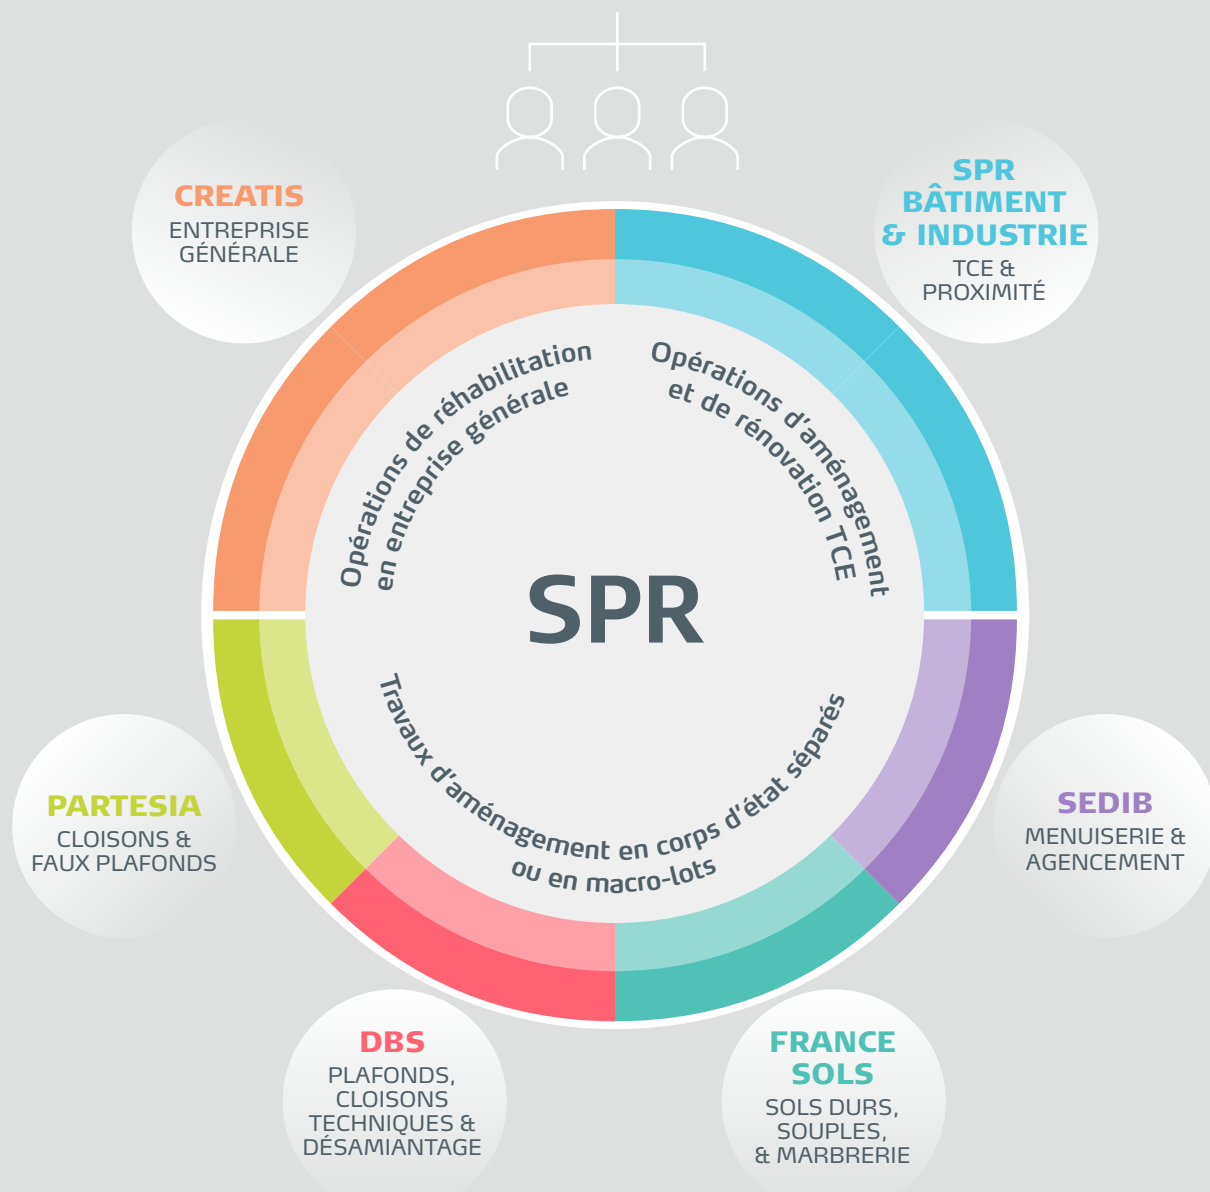 CREATIS
ENTREPRISE
GÉNÉRALE
SPR
BÂTIMENT
& INDUSTRIE
TCE &
PROXIMITÉ
Opérations de réhabilitation
en entreprise générale
Opérations d’aménagement
et de rénovation TCE
SPR
Travaux d’aménagement en corps d’état séparés
ou en macro-lots
PARTESIA
CLOISONS &
FAUX PLAFONDS
SEDIB
MENUISERIE &
AGENCEMENT
DBS
PLAFONDS,
CLOISONS
TECHNIQUES &
DÉSAMIANTAGE
FRANCE
SOLS
SOLS DURS,
SOUPLES,
& MARBRERIE